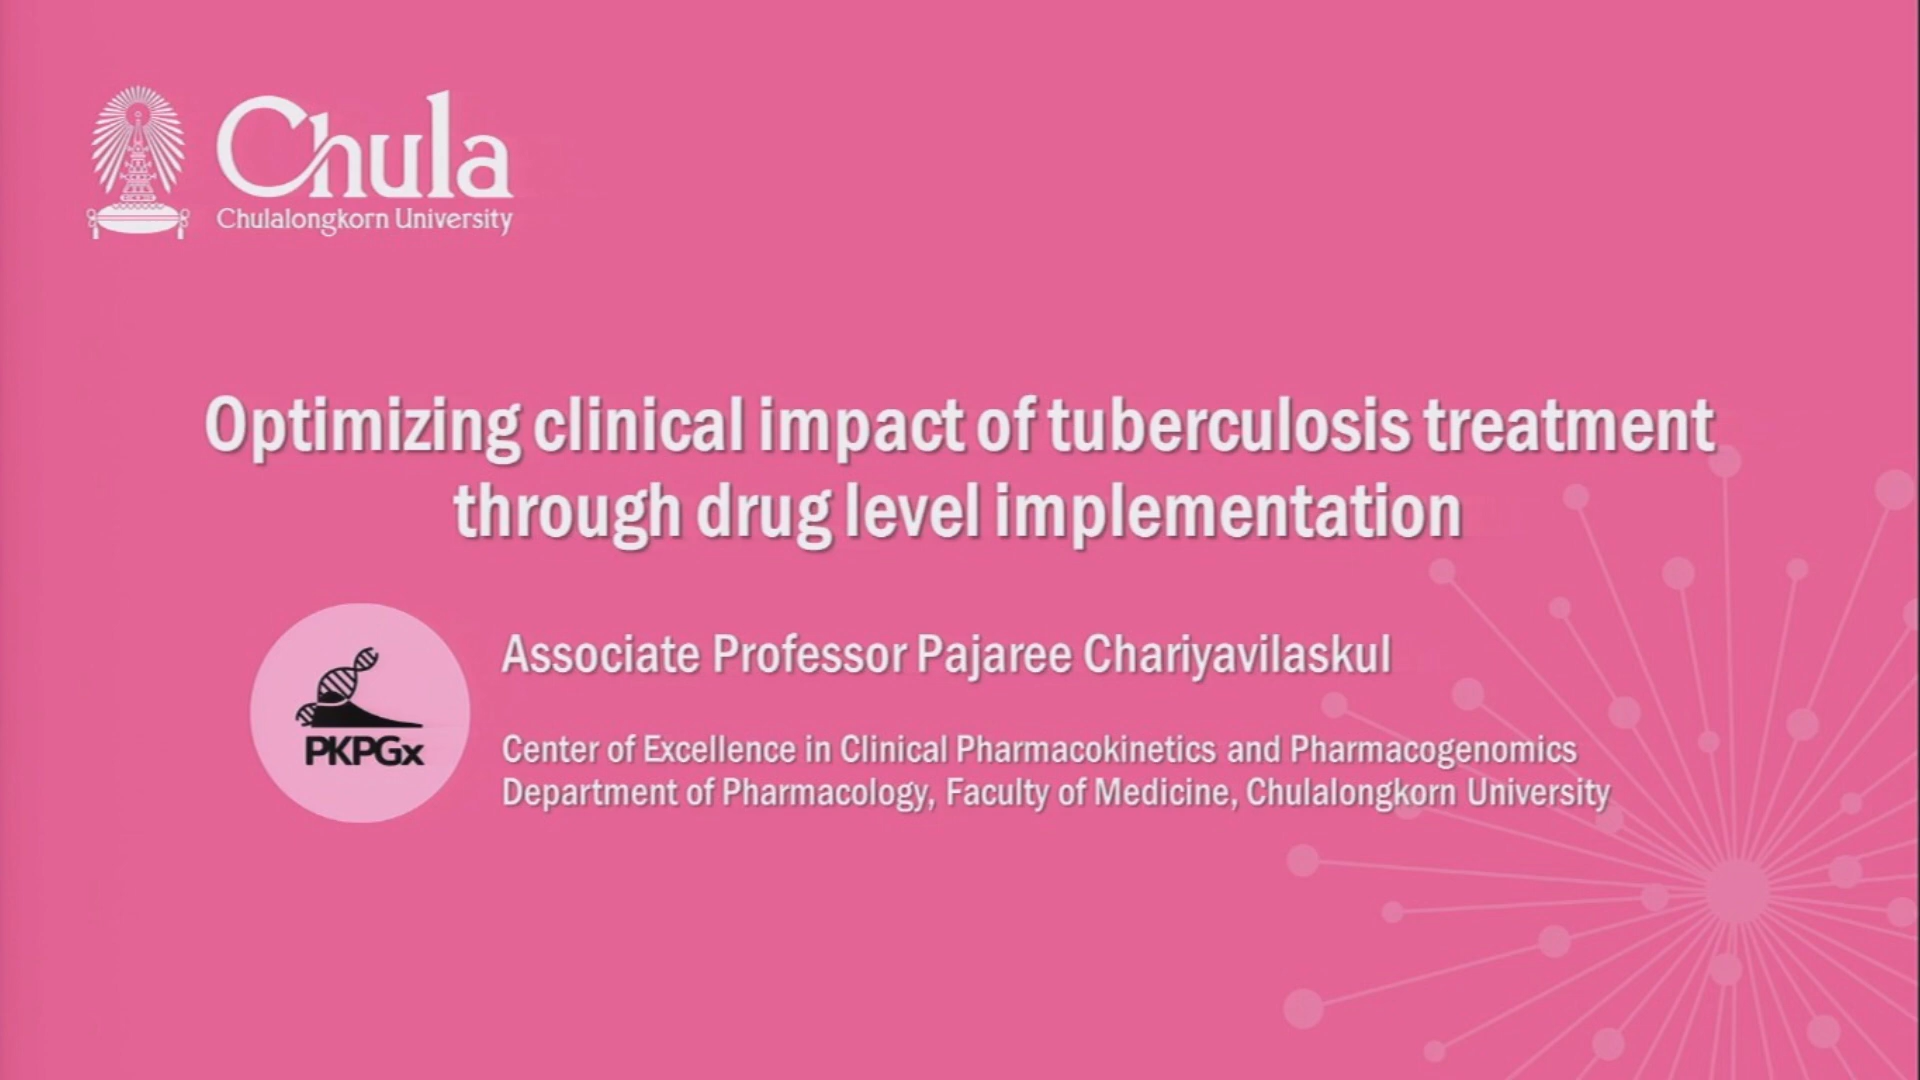 Chula
Chulalongkorn University
Optimizing clinical impact of tuberculosis treatment
through drug level implementation
PKPGx
Associate Professor Pajaree Chariyavilaskul
Center of Excellence in Clinical Pharmacokinetics and Pharmacogenomics
Department of Pharmacology, Faculty of Medicine, Chulalongkorn University